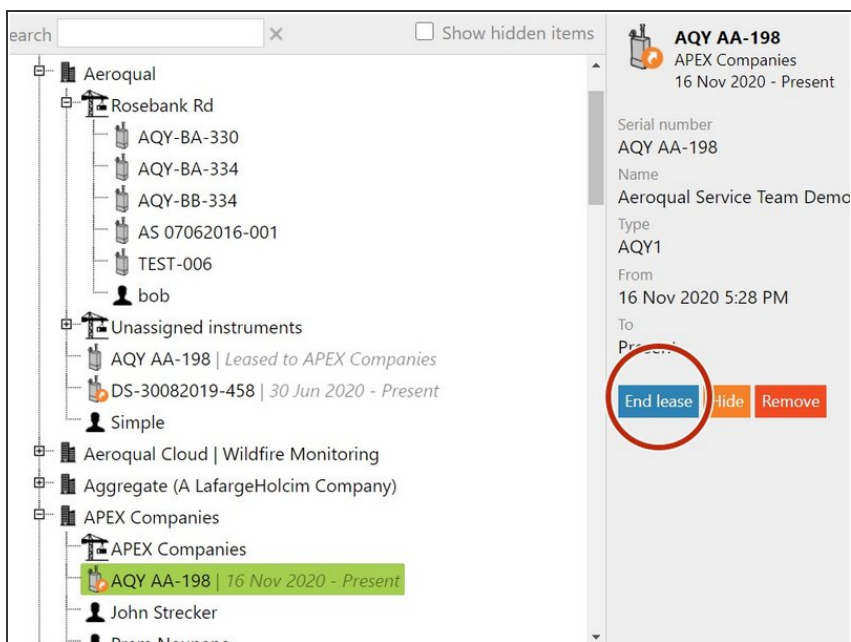 earch
Show hidden items
Aeroqual
Rosebank Rd
AQY-BA-330
AQY-BA-334
AQY-BB-334
AS 07062016-001
TEST-006
bob
Unassigned instruments
AQY AA-198 | Leased to APEX Companies
DS-30082019-458 | 30 Jun 2020 - Present
Simple
Aeroqual Cloud | Wildfire Monitoring
Aggregate (A LafargeHolcim Company)
APEX Companies
APEX Companies
AQY AA-198 | 16 Nov 2020 - Present
John Strecker
AQY AA-198
APEX Companies
16 Nov 2020 - Present
Serial number
AQY AA-198
Name
Aeroqual Service Team Demo
Type
AQY1
From
16 Nov 2020 5:28 PM
To
Present
End lease Hide Remove